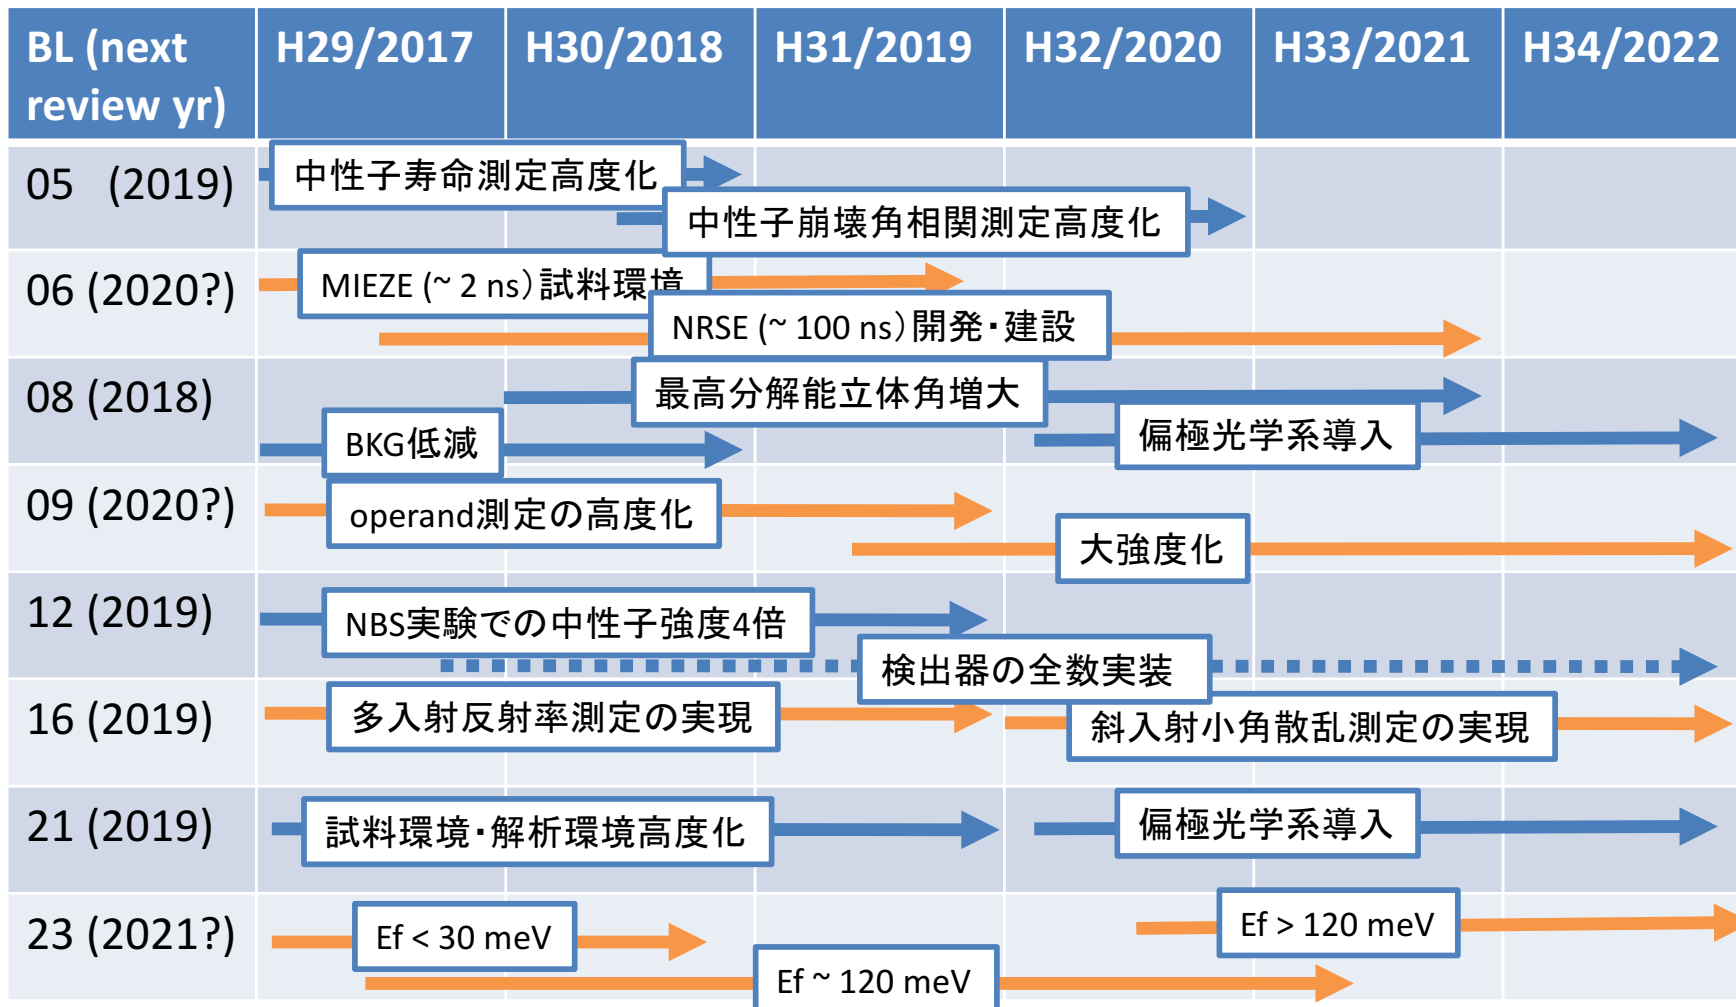 BL (next
review yr)
H29/2017
H30/2018
H31/2019
H32/2020
H33/2021
H34/2022
05 (2019)
中性子寿命測定高度化
中性子崩壊角相関測定高度化
06 (2020?)
MIEZE (~ 2 ns)試料環境
NRSE (~ 100 ns)開発・建設
08 (2018)
最高分解能立体角増大
BKG低減
偏極光学系導入
09 (2020?)
operand測定の高度化
大強度化
12 (2019)
NBS実験での中性子強度4倍
検出器の全数実装
16 (2019)
多入射反射率測定の実現
斜入射小角散乱測定の実現
21 (2019)
試料環境・解析環境高度化
偏極光学系導入
23 (2021?)
Ef < 30 meV
Ef > 120 meV
Ef ~ 120 meV